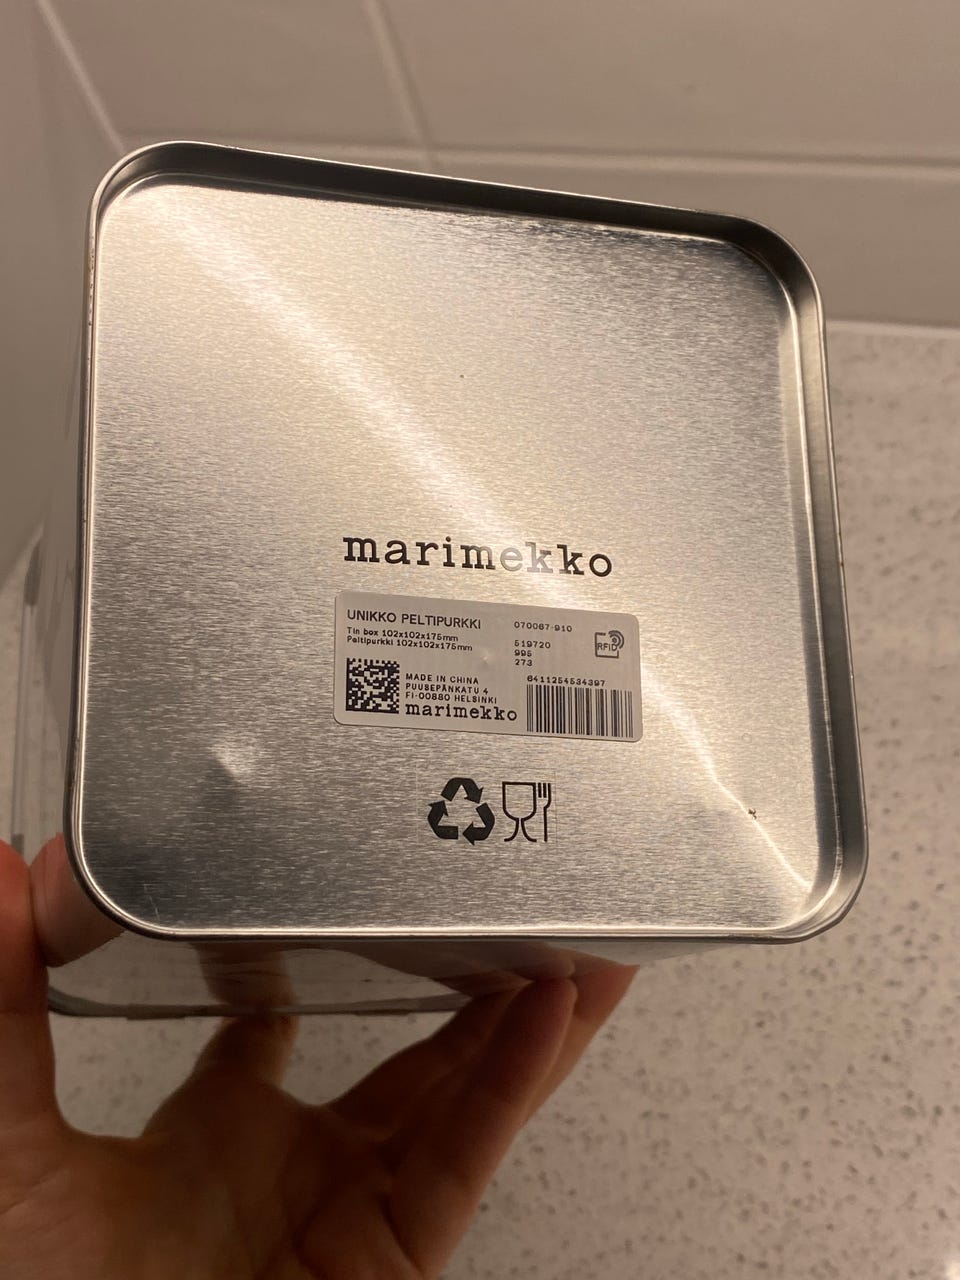 marimekko
UNIKKO PELTIPURKKI 070067-910
Tin box 102x102x175mm 519720
Peltipurkki 102x102x175mm 995
273
RFID
MADE IN CHINA
PUUSEPÄNKATU 4
FI-00880 HELSINKI
marimekko
6411254534397